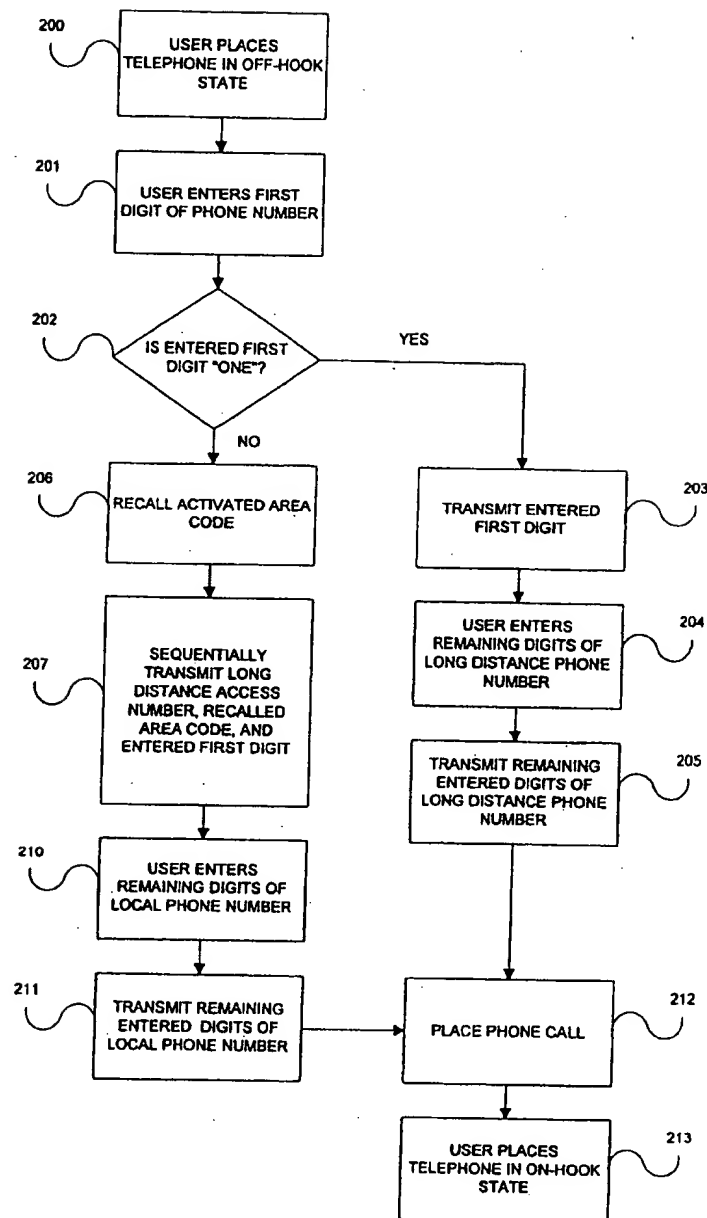 200
USER PLACES
TELEPHONE IN OFF-HOOK
STATE
201
USER ENTERS FIRST
DIGIT OF PHONE NUMBER
202
IS ENTERED FIRST
DIGIT "ONE"?
YES
NO
206
RECALL ACTIVATED AREA
CODE
203
TRANSMIT ENTERED
FIRST DIGIT
207
SEQUENTIALLY
TRANSMIT LONG
DISTANCE ACCESS
NUMBER, RECALLED
AREA CODE, AND
ENTERED FIRST DIGIT
204
USER ENTERS
REMAINING DIGITS OF
LONG DISTANCE PHONE
NUMBER
205
TRANSMIT REMAINING
ENTERED DIGITS OF
LONG DISTANCE PHONE
NUMBER
210
USER ENTERS
REMAINING DIGITS OF
LOCAL PHONE NUMBER
211
TRANSMIT REMAINING
ENTERED DIGITS OF
LOCAL PHONE NUMBER
212
PLACE PHONE CALL
213
USER PLACES
TELEPHONE IN ON-HOOK
STATE